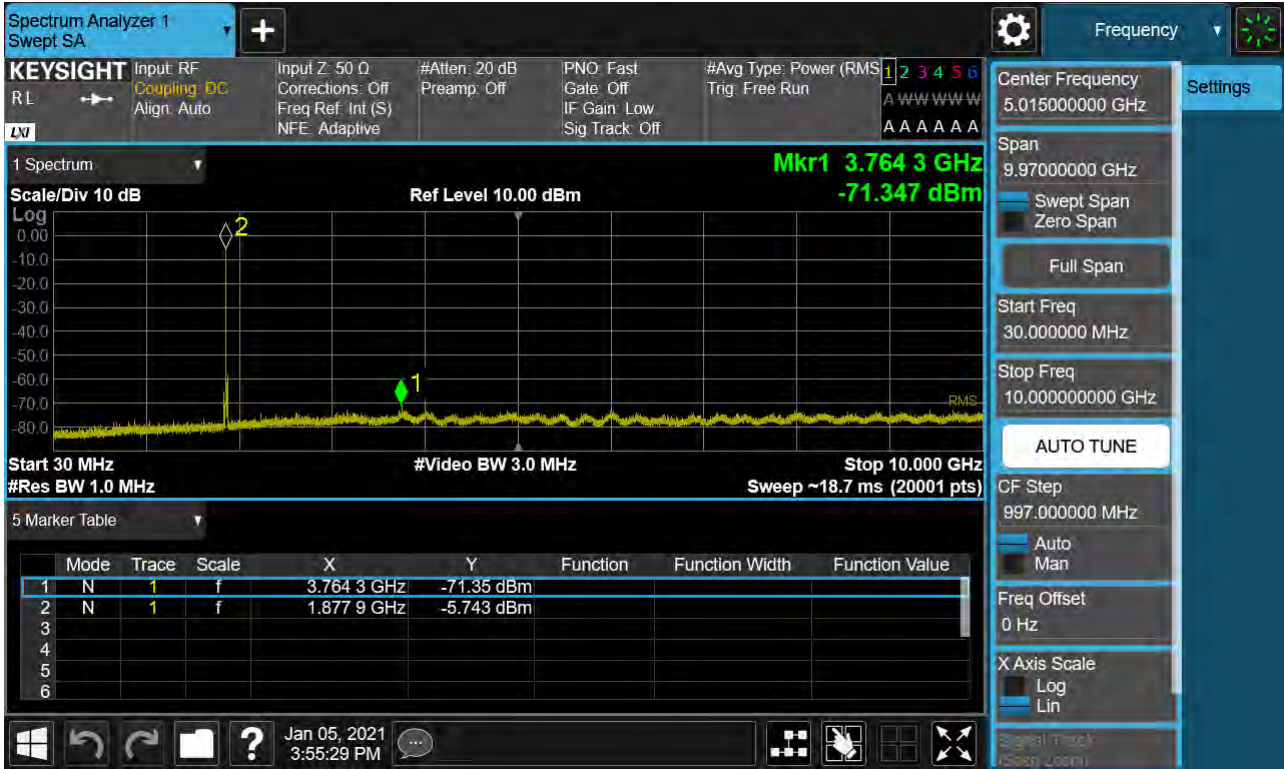 Spectrum Analyzer 1
Swept SA
+
Frequency
KEYSIGHT
RL
LXI
Input: RF
Coupling: DC
Align: Auto
Input Z: 50 Ω
Corrections: Off
Freq Ref: Int (S)
NFE: Adaptive
#Atten: 20 dB
Preamp: Off
PNO: Fast
Gate: Off
IF Gain: Low
Sig Track: Off
#Avg Type: Power (RMS
Trig: Free Run
1 2 3 4 5 6
A W W W W W
A A A A A A
Center Frequency
5.015000000 GHz
Settings
Span
9.97000000 GHz
Swept Span
Zero Span
Full Span
Start Freq
30.000000 MHz
Stop Freq
10.000000000 GHz
AUTO TUNE
CF Step
997.000000 MHz
Auto
Man
Freq Offset
0 Hz
X Axis Scale
Log
Lin
Signal Track
(Span Zoom)
1 Spectrum
Mkr1 3.764 3 GHz
-71.347 dBm
Scale/Div 10 dB
Ref Level 10.00 dBm
Log
0.00
-10.0
-20.0
-30.0
-40.0
-50.0
-60.0
-70.0
-80.0
2
1
RMS
Start 30 MHz
#Video BW 3.0 MHz
Stop 10.000 GHz
#Res BW 1.0 MHz
Sweep ~18.7 ms (20001 pts)
5 Marker Table
Mode Trace Scale X Y Function Function Width Function Value
1 N 1 f 3.764 3 GHz -71.35 dBm
2 N 1 f 1.877 9 GHz -5.743 dBm
3
4
5
6
?
Jan 05, 2021
3:55:29 PM